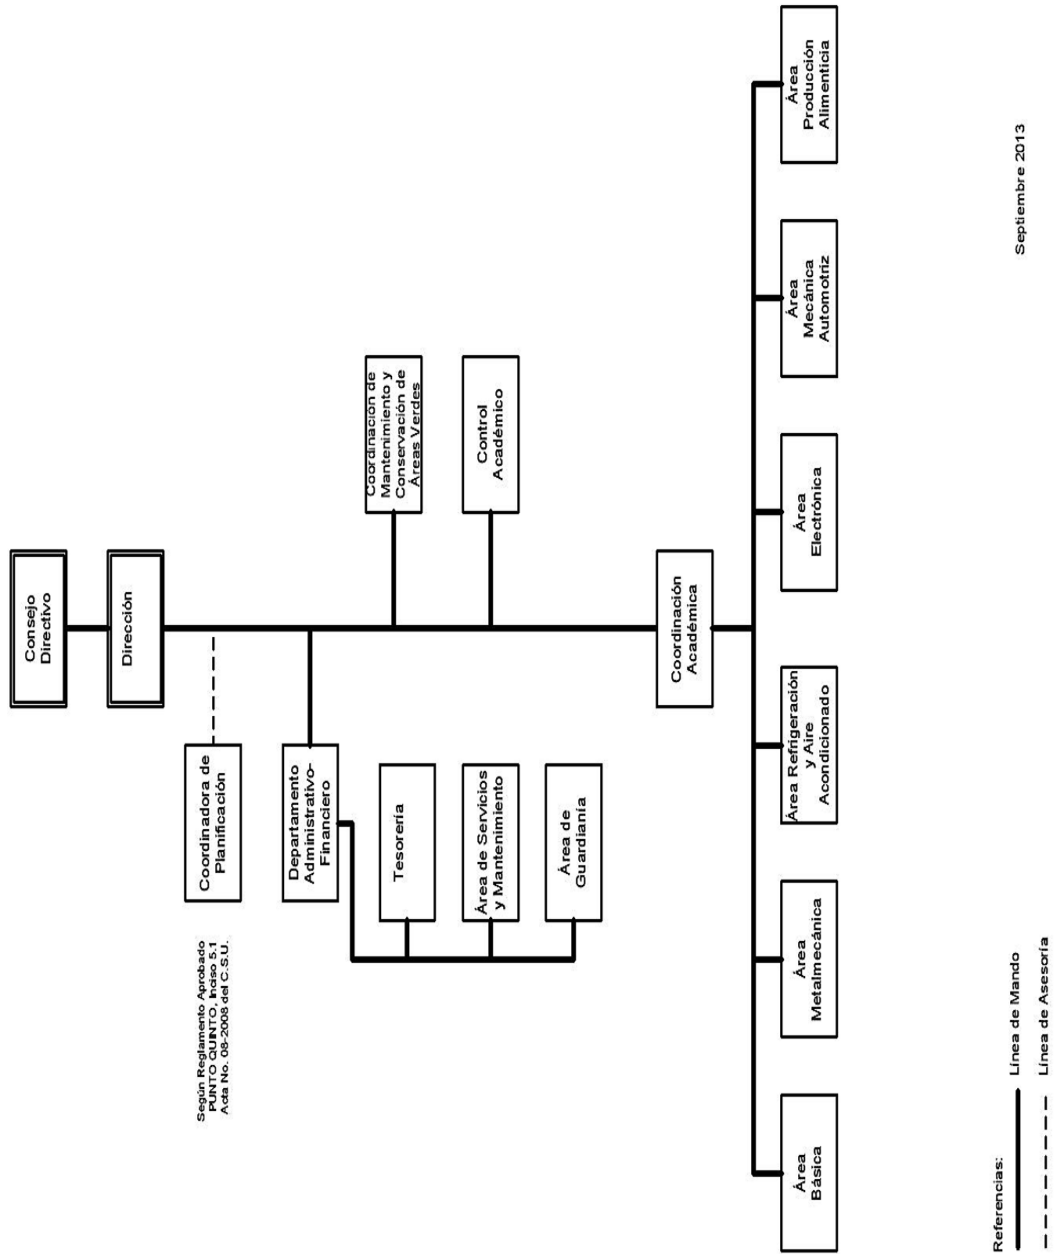 Consejo
Directivo
Dirección
Coordinadora de
Planificación
Según Reglamento Aprobado
PUNTO QUINTO, Inciso 5.1
Acta No. 08-2008 del C.S.U.
Departamento
Administrativo-
Financiero
Coordinación de
Mantenimiento y
Conservación de
Áreas Verdes
Tesorería
Área de Servicios
y Mantenimiento
Control
Académico
Área de
Guardianía
Coordinación
Académica
Área
Básica
Área
Metalmecánica
Área Refrigeración
y Aire
Acondicionado
Área
Electrónica
Área
Mecánica
Automotriz
Área
Producción
Alimenticia
Referencias:
Línea de Mando
Línea de Asesoría
Septiembre 2013